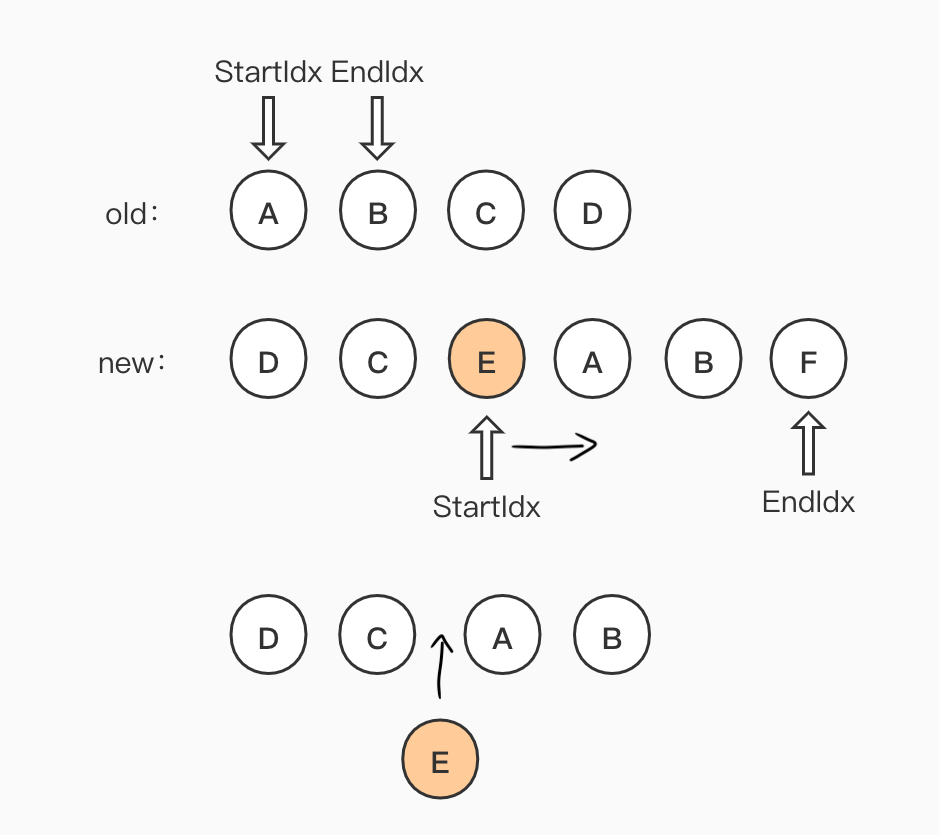 StartIdx EndIdx
old: A B C D
new: D C E A B F
StartIdx
EndIdx
D C A B
E